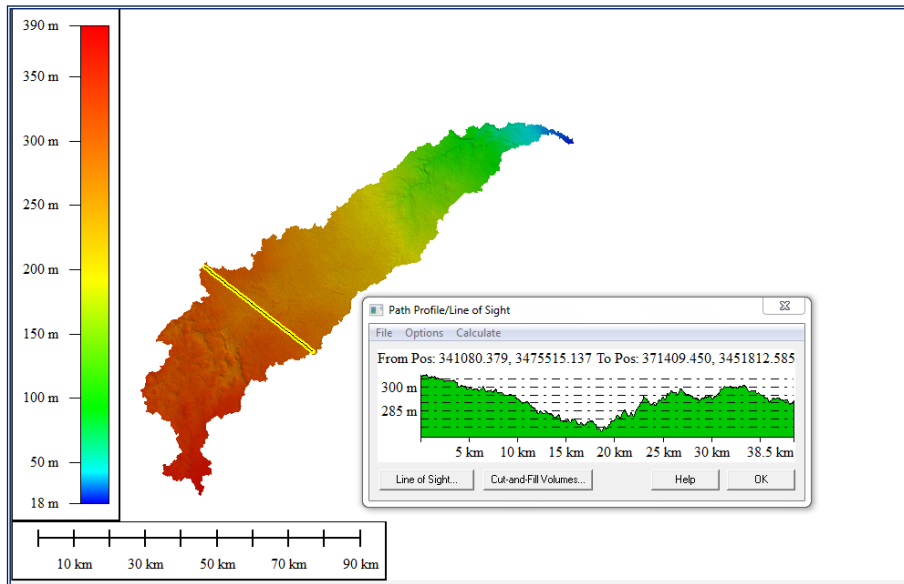 390 m
350 m
300 m
250 m
200 m
150 m
100 m
50 m
18 m
Path Profile/Line of Sight
File Options Calculate
From Pos: 341080.379, 3475515.137 To Pos: 371409.450, 3451812.585
300 m
285 m
5 km 10 km 15 km 20 km 25 km 30 km 38.5 km
Line of Sight... Cut-and-Fill Volumes... Help OK
10 km 30 km 50 km 70 km 90 km